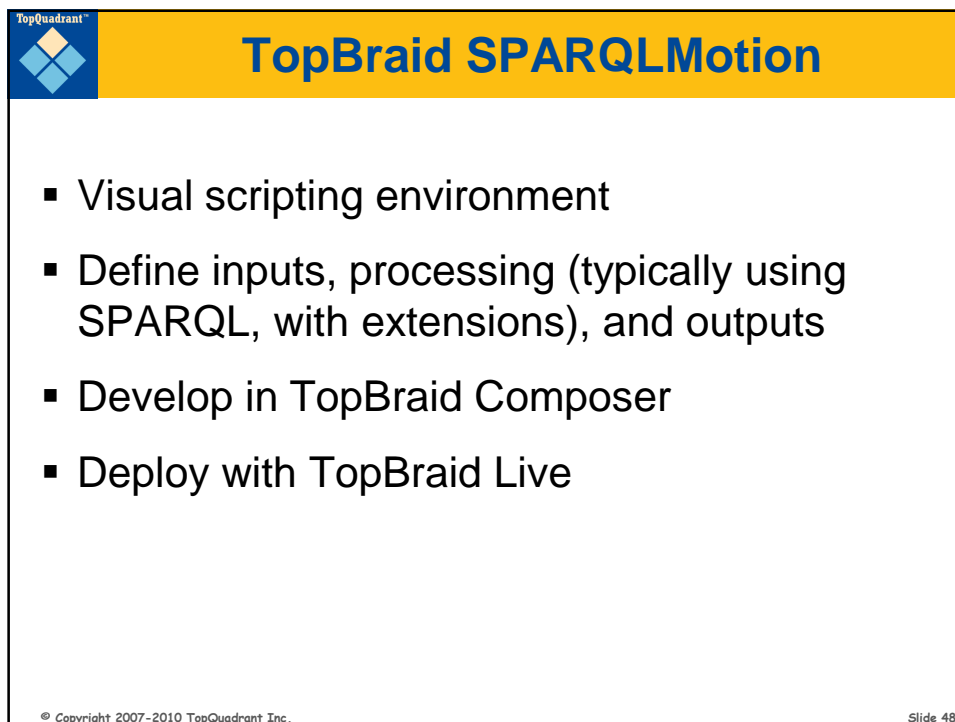 TopQuadrant™
TopBraid SPARQLMotion
▪ Visual scripting environment
▪ Define inputs, processing (typically using
SPARQL, with extensions), and outputs
▪ Develop in TopBraid Composer
▪ Deploy with TopBraid Live
© Copyright 2007-2010 TopQuadrant Inc.
Slide 48